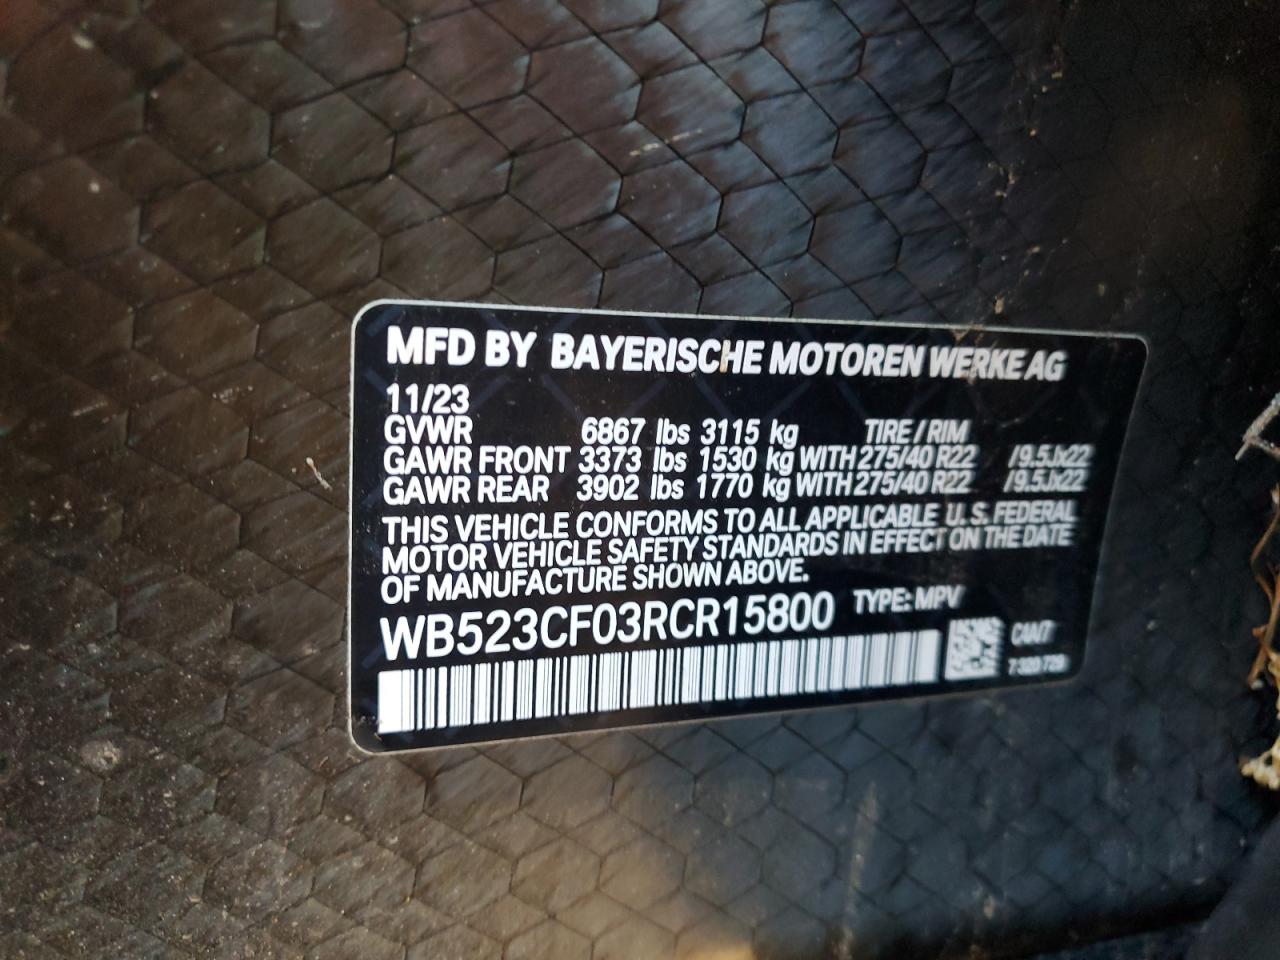 MFD BY BAYERISCHE MOTOREN WERKE AG
11/23
GVWR 6867 lbs 3115 kg TIRE / RIM
GAWR FRONT 3373 lbs 1530 kg WITH 275/40 R22 /9.5Jx22
GAWR REAR 3902 lbs 1770 kg WITH 275/40 R22 /9.5Jx22
THIS VEHICLE CONFORMS TO ALL APPLICABLE U.S. FEDERAL
MOTOR VEHICLE SAFETY STANDARDS IN EFFECT ON THE DATE
OF MANUFACTURE SHOWN ABOVE.
WB523CF03RCR15800 TYPE: MPV